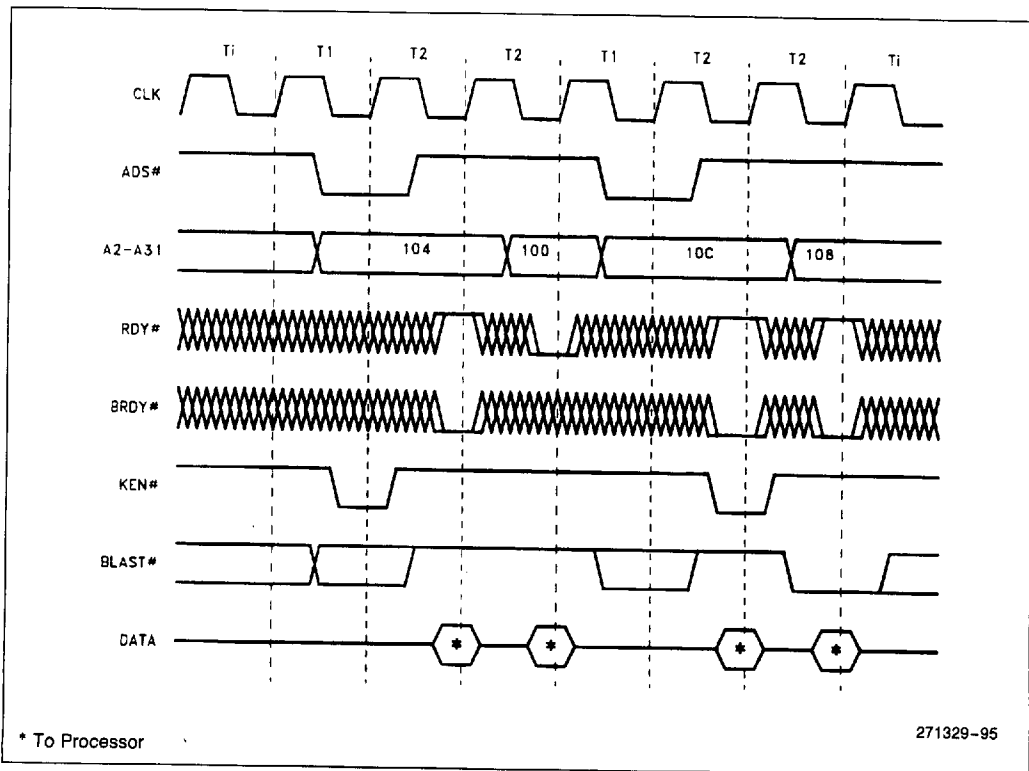 Ti T1 T2 T2 T1 T2 T2 Ti
CLK
ADS#
A2-A31 104 100 10C 108
RDY#
BRDY#
KEN#
BLAST#
DATA * * * *
* To Processor
271329-95